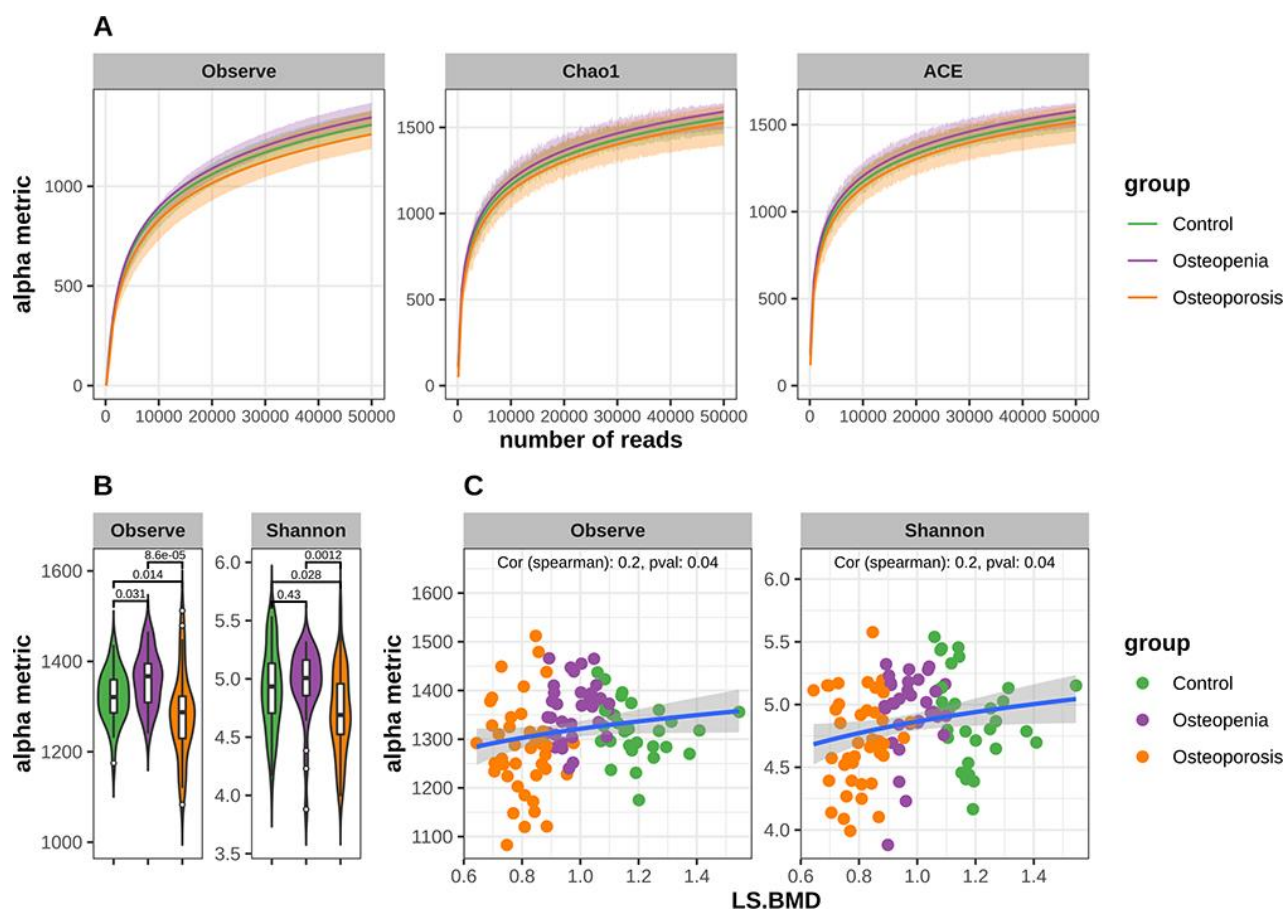 A
Observe
Chao1
ACE
alpha metric
1000
500
0
1500
1000
500
0
1500
1000
500
0
0 10000 20000 30000 40000 50000
0 10000 20000 30000 40000 50000
0 10000 20000 30000 40000 50000
number of reads
group
Control
Osteopenia
Osteoporosis
B
Observe
Shannon
alpha metric
1600
1400
1200
1000
8.6e-05
0.014
0.031
6.0
5.5
5.0
4.5
4.0
3.5
0.0012
0.028
0.43
C
Observe
Shannon
Cor (spearman): 0.2, pval: 0.04
Cor (spearman): 0.2, pval: 0.04
alpha metric
1600
1500
1400
1300
1200
1100
6.0
5.5
5.0
4.5
4.0
0.6 0.8 1.0 1.2 1.4
0.6 0.8 1.0 1.2 1.4
LS.BMD
group
Control
Osteopenia
Osteoporosis